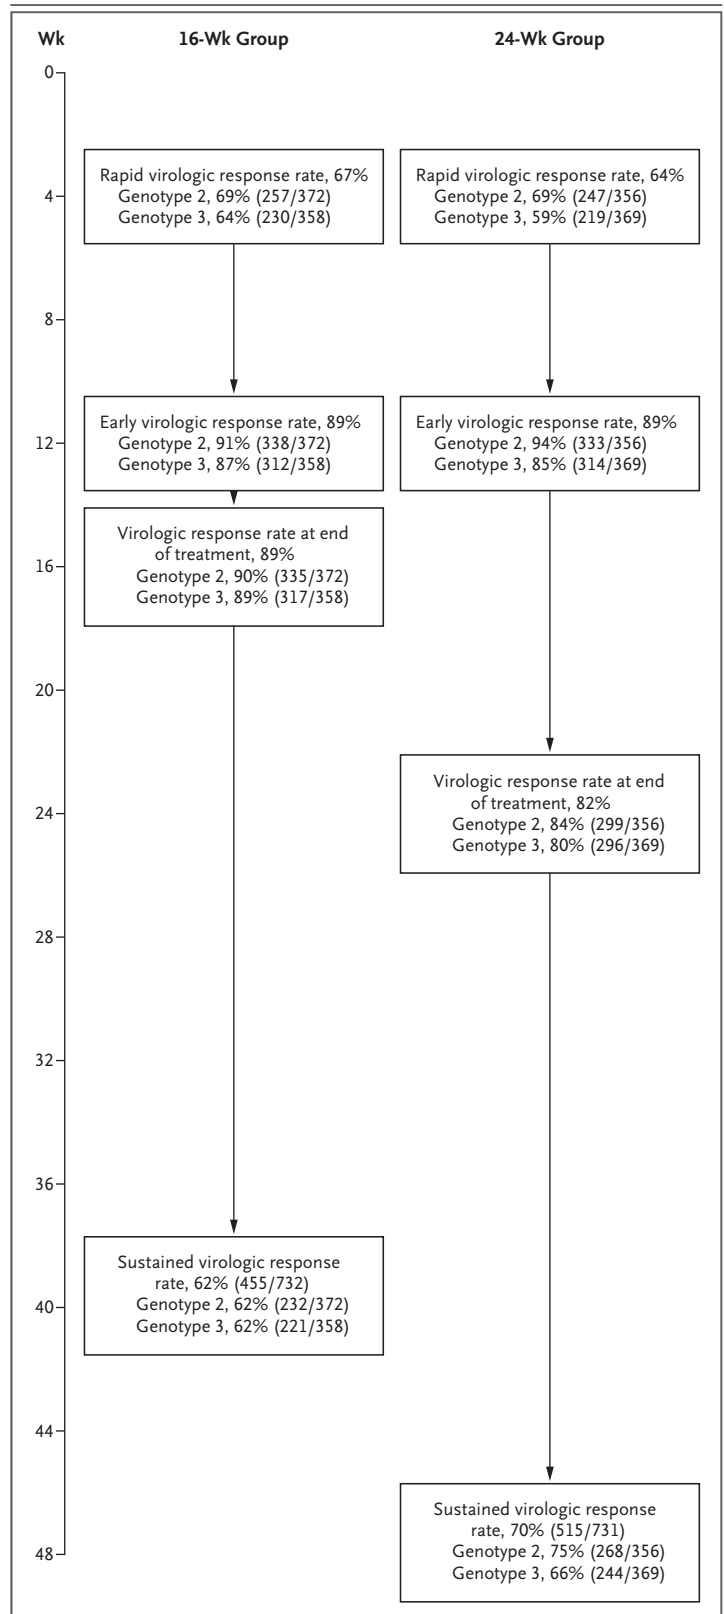 Wk
16-Wk Group
24-Wk Group
0
4
8
12
16
20
24
28
32
36
40
44
48
Rapid virologic response rate, 67%
Genotype 2, 69% (257/372)
Genotype 3, 64% (230/358)
Early virologic response rate, 89%
Genotype 2, 91% (338/372)
Genotype 3, 87% (312/358)
Virologic response rate at end
of treatment, 89%
Genotype 2, 90% (335/372)
Genotype 3, 89% (317/358)
Sustained virologic response
rate, 62% (455/732)
Genotype 2, 62% (232/372)
Genotype 3, 62% (221/358)
Rapid virologic response rate, 64%
Genotype 2, 69% (247/356)
Genotype 3, 59% (219/369)
Early virologic response rate, 89%
Genotype 2, 94% (333/356)
Genotype 3, 85% (314/369)
Virologic response rate at end
of treatment, 82%
Genotype 2, 84% (299/356)
Genotype 3, 80% (296/369)
Sustained virologic response
rate, 70% (515/731)
Genotype 2, 75% (268/356)
Genotype 3, 66% (244/369)